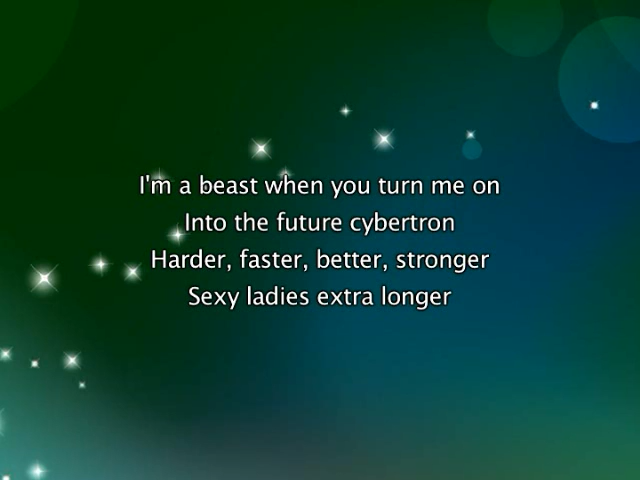 I'm a beast when you turn me on
Into the future cybertron
Harder, faster, better, stronger
Sexy ladies extra longer